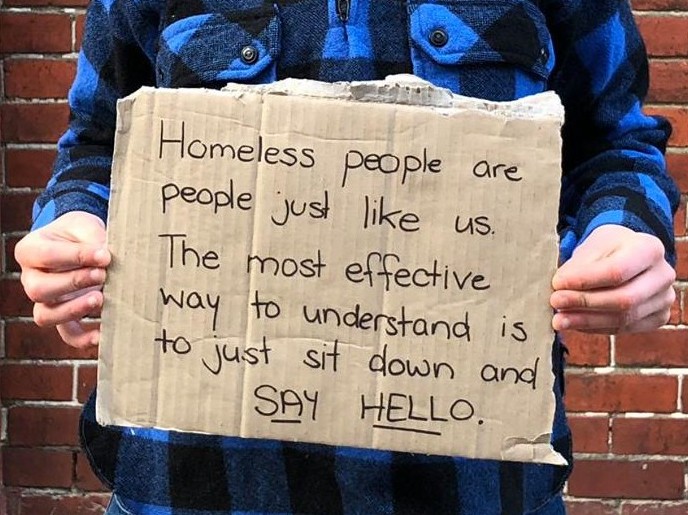 Homeless people are
people just like us.
The most effective
way to understand is
to just sit down and
SAY HELLO.